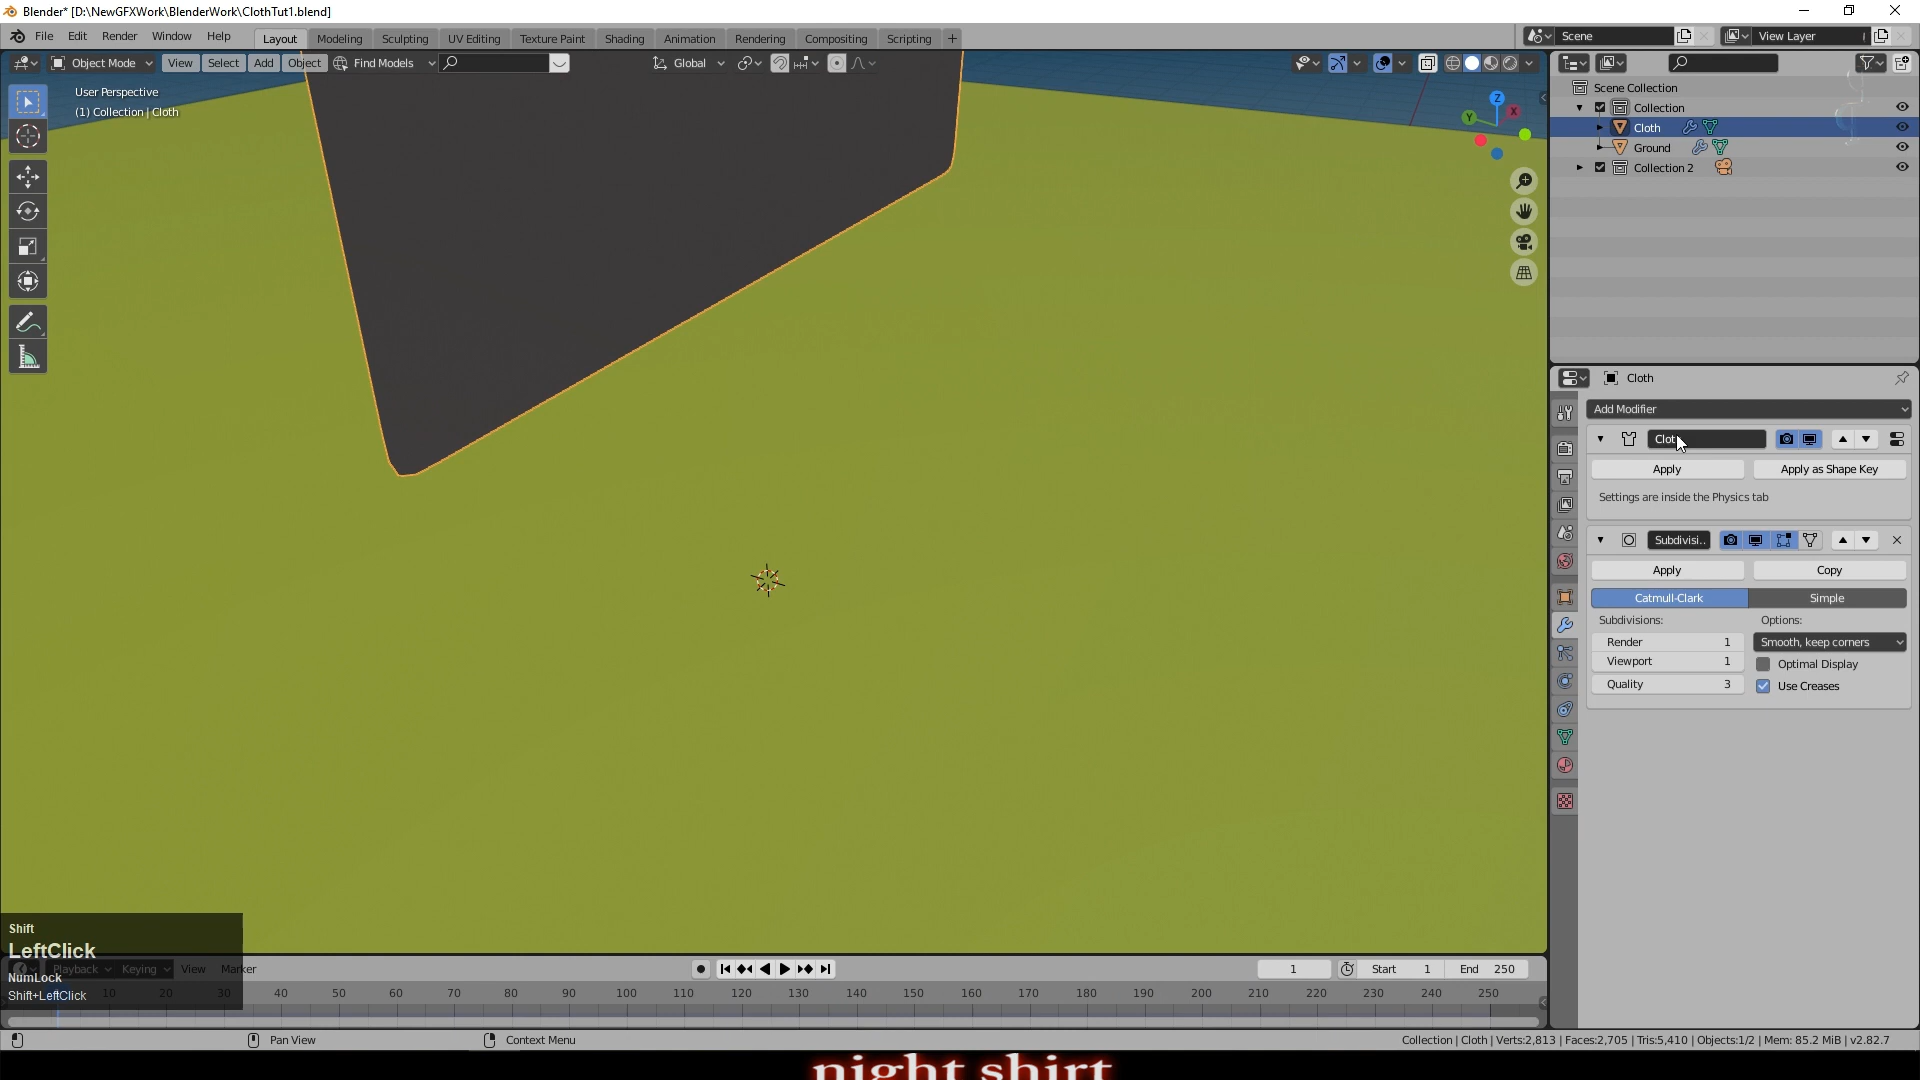 Blender* [D:\NewGFXWork\BlenderWork\ClothTut1.blend]
File Edit Render Window Help Layout Modeling Sculpting UV Editing Texture Paint Shading Animation Rendering Compositing Scripting + Scene View Layer
Object Mode View Select Add Object Find Models Global
User Perspective
(1) Collection | Cloth
Z
X
Y
Scene Collection
Collection
Cloth
Ground
Collection 2
Cloth
Add Modifier
Clot
Apply Apply as Shape Key
Settings are inside the Physics tab
Subdivisi..
Apply Copy
Catmull-Clark Simple
Subdivisions: Options:
Render 1 Smooth, keep corners
Viewport 1 Optimal Display
Quality 3 Use Creases
Shift
LeftClick
Playback Keying View Marker 1 Start 1 End 250
NumLock
Shift+LeftClick
10 20 30 40 50 60 70 80 90 100 110 120 130 140 150 160 170 180 190 200 210 220 230 240 250
Pan View Context Menu Collection | Cloth | Verts:2,813 | Faces:2,705 | Tris:5,410 | Objects:1/2 | Mem: 85.2 MiB | v2.82.7
night shirt